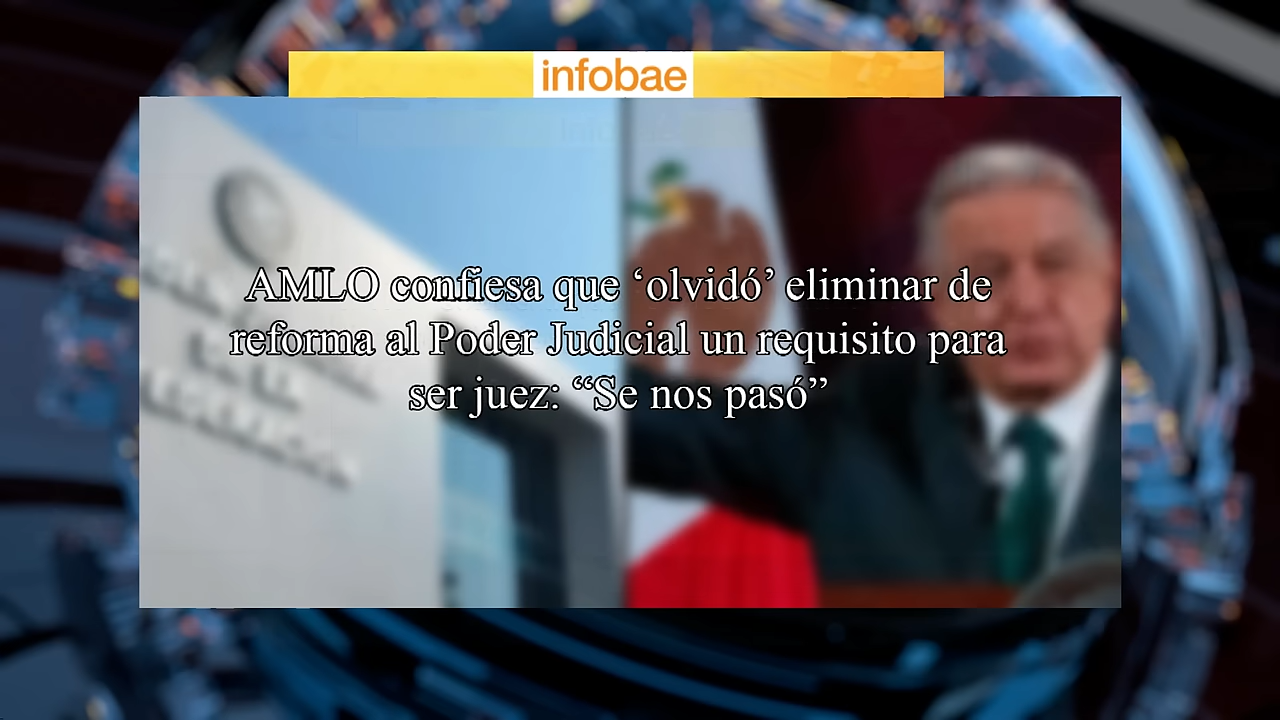 infobae
AMLO confiesa que ‘olvidó’ eliminar de
reforma al Poder Judicial un requisito para
ser juez: “Se nos pasó”